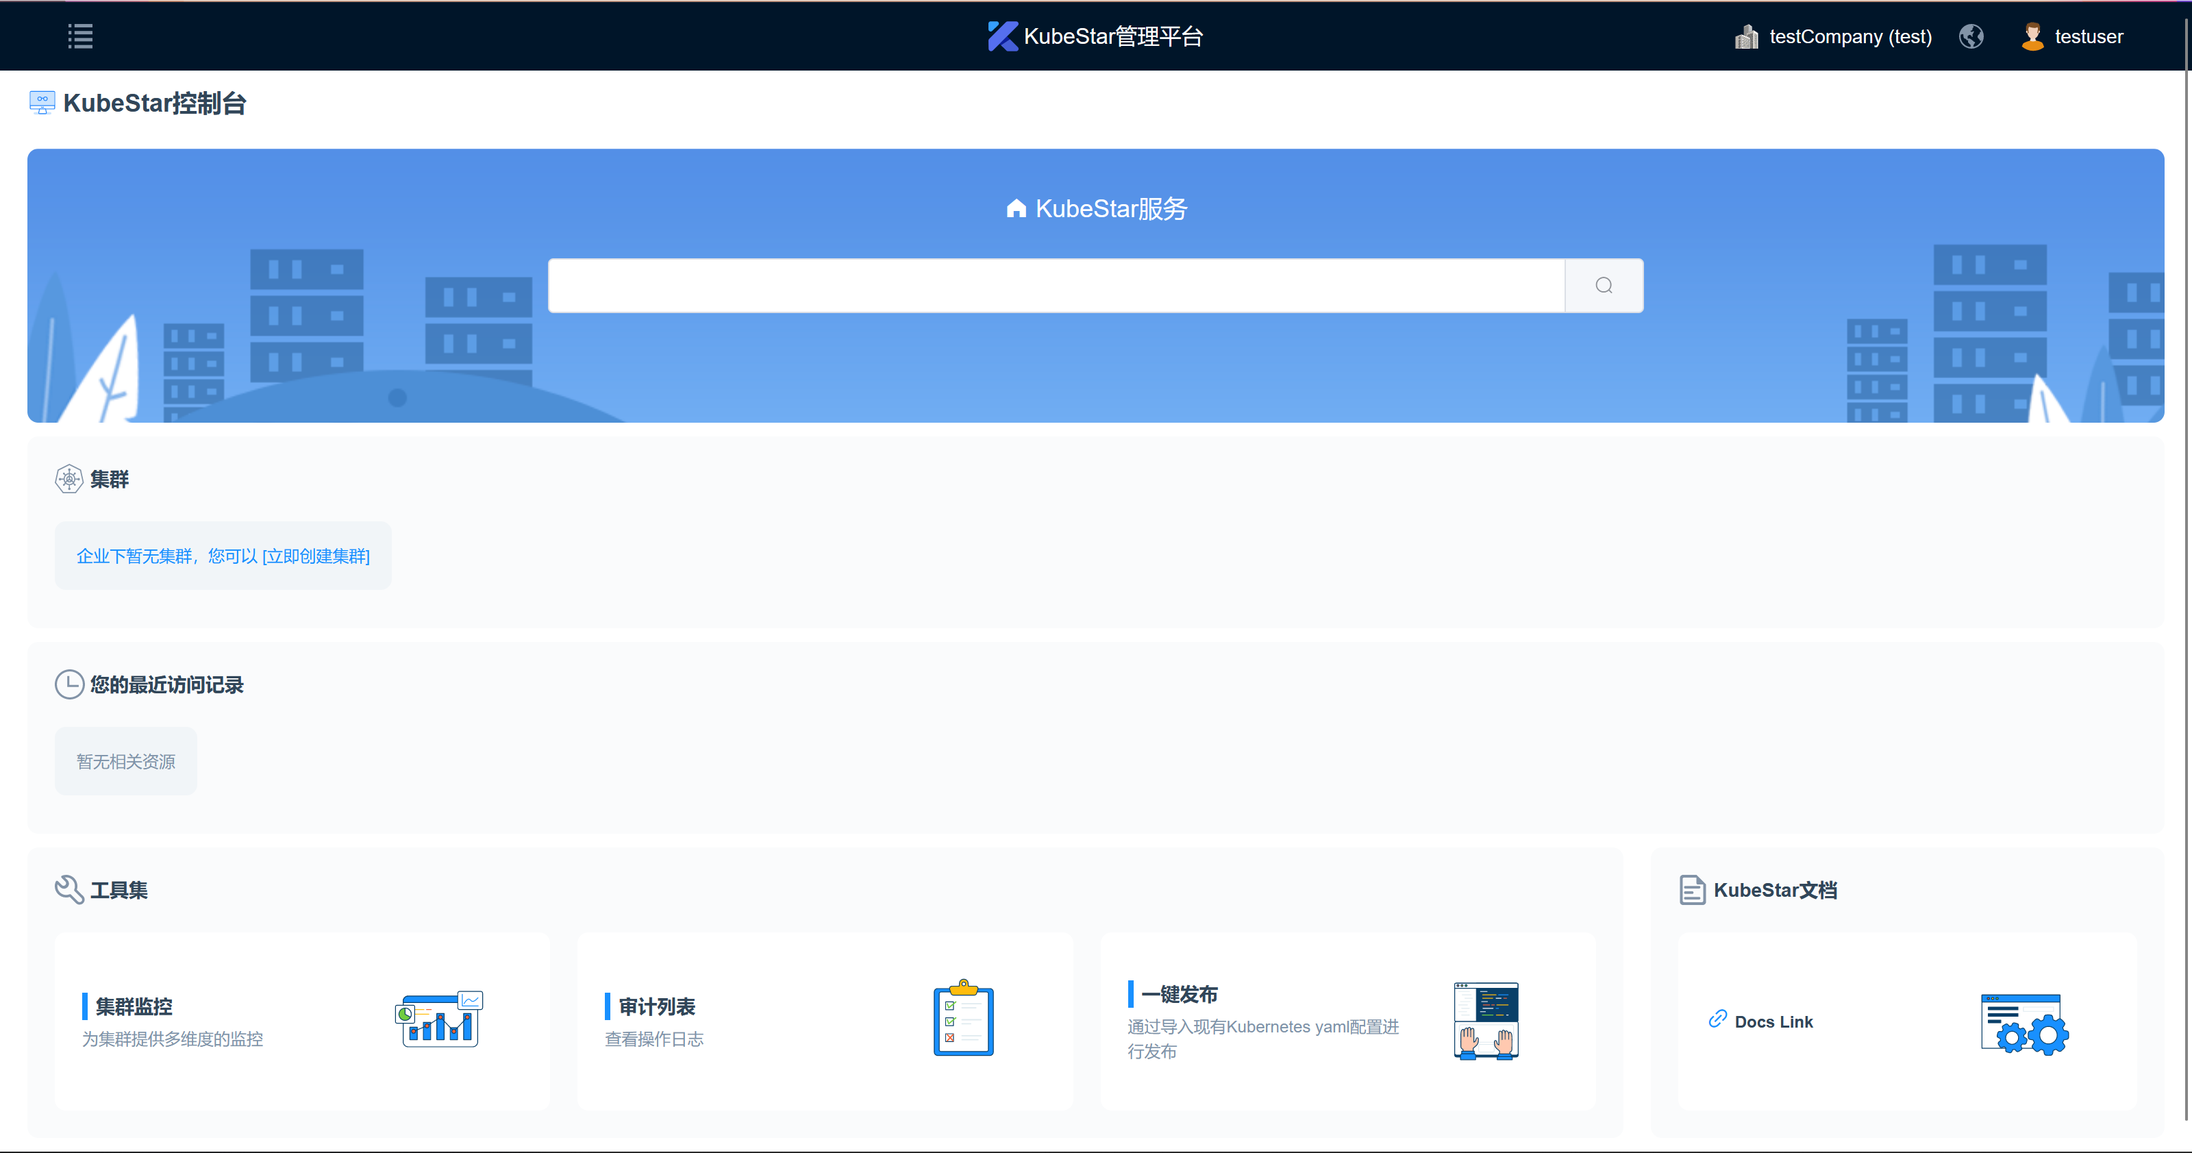 KubeStar管理平台
testCompany (test)
testuser
KubeStar控制台
KubeStar服务
集群
企业下暂无集群，您可以 [立即创建集群]
您的最近访问记录
暂无相关资源
工具集
集群监控
为集群提供多维度的监控
审计列表
查看操作日志
一键发布
通过导入现有Kubernetes yaml配置进
行发布
KubeStar文档
Docs Link